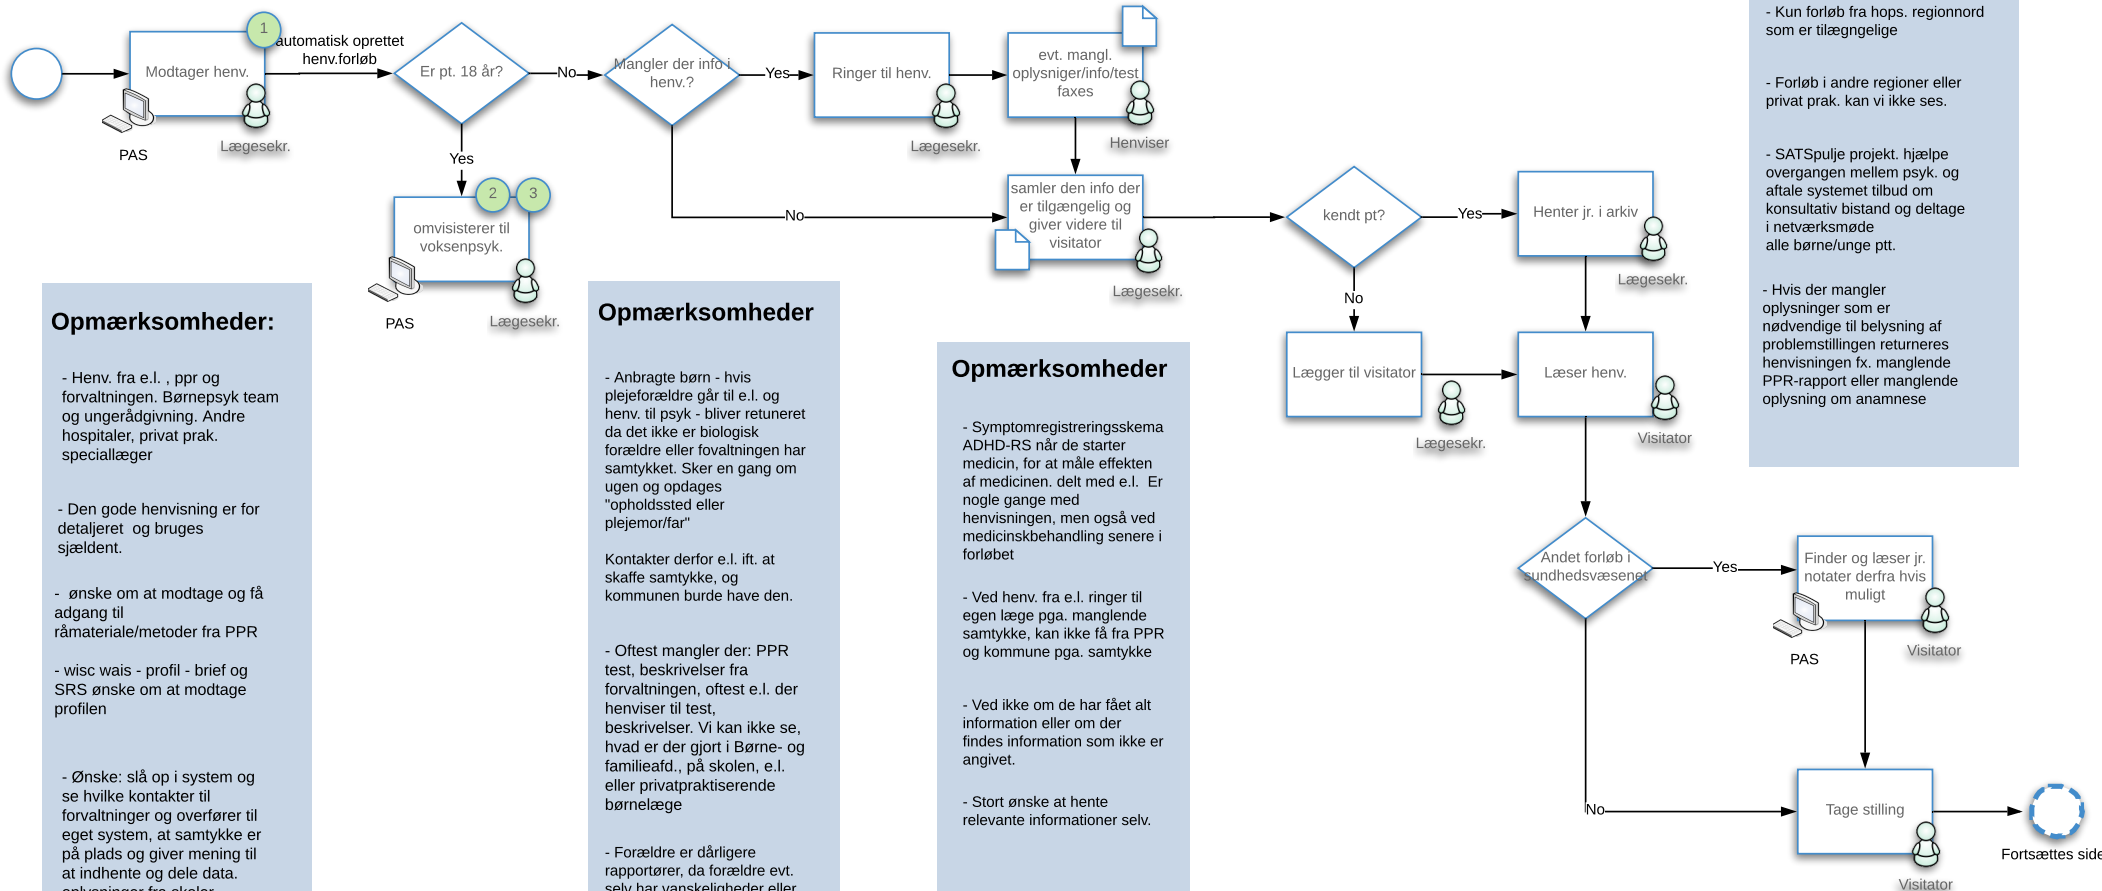 1
Modtager henv.
PAS
Lægesekr.
automatisk oprettet
henv.forløb
Er pt. 18 år?
No
Yes
2
3
omvisisterer til
voksenpsyk.
PAS
Lægesekr.
Mangler der info i
henv.?
Yes
No
Ringer til henv.
Lægesekr.
evt. mangl.
oplysniger/info/test
faxes
Henviser
samler den info der
er tilgængelig og
giver videre til
visitator
Lægesekr.
kendt pt?
Yes
No
Henter jr. i arkiv
Lægesekr.
Lægger til visitator
Lægesekr.
Læser henv.
Visitator
Andet forløb i
sundhedsvæsenet
Yes
No
Finder og læser jr.
notater derfra hvis
muligt
PAS
Visitator
Tage stilling
Visitator
Fortsættes side
Opmærksomheder:
- Henv. fra e.l. , ppr og
forvaltningen. Børnepsyk team
og ungerådgivning. Andre
hospitaler, privat prak.
speciallæger
- Den gode henvisning er for
detaljeret og bruges
sjældent.
- ønske om at modtage og få
adgang til
råmateriale/metoder fra PPR
- wisc wais - profil - brief og
SRS ønske om at modtage
profilen
- Ønske: slå op i system og
se hvilke kontakter til
forvaltninger og overfører til
eget system, at samtykke er
på plads og giver mening til
at indhente og dele data.
oplysninger fra skoler
Opmærksomheder
- Anbragte børn - hvis
plejeforældre går til e.l. og
henv. til psyk - bliver retuneret
da det ikke er biologisk
forældre eller fovaltningen har
samtykket. Sker en gang om
ugen og opdages
"opholdssted eller
plejemor/far"
Kontakter derfor e.l. ift. at
skaffe samtykke, og
kommunen burde have den.
- Oftest mangler der: PPR
test, beskrivelser fra
forvaltningen, oftest e.l. der
henviser til test,
beskrivelser. Vi kan ikke se,
hvad er der gjort i Børne- og
familieafd., på skolen, e.l.
eller privatpraktiserende
børnelæge
- Forældre er dårligere
rapportører, da forældre evt.
selv har vanskeligheder eller
Opmærksomheder
- Symptomregistreringsskema
ADHD-RS når de starter
medicin, for at måle effekten
af medicinen. delt med e.l. Er
nogle gange med
henvisningen, men også ved
medicinskbehandling senere i
forløbet
- Ved henv. fra e.l. ringer til
egen læge pga. manglende
samtykke, kan ikke få fra PPR
og kommune pga. samtykke
- Ved ikke om de har fået alt
information eller om der
findes information som ikke er
angivet.
- Stort ønske at hente
relevante informationer selv.
- Kun forløb fra hops. regionnord
som er tilægngelige
- Forløb i andre regioner eller
privat prak. kan vi ikke ses.
- SATSpulje projekt. hjælpe
overgangen mellem psyk. og
aftale systemet tilbud om
konsultativ bistand og deltage
i netværksmøde
alle børne/unge ptt.
- Hvis der mangler
oplysninger som er
nødvendige til belysning af
problemstillingen returneres
henvisningen fx. manglende
PPR-rapport eller manglende
oplysning om anamnese